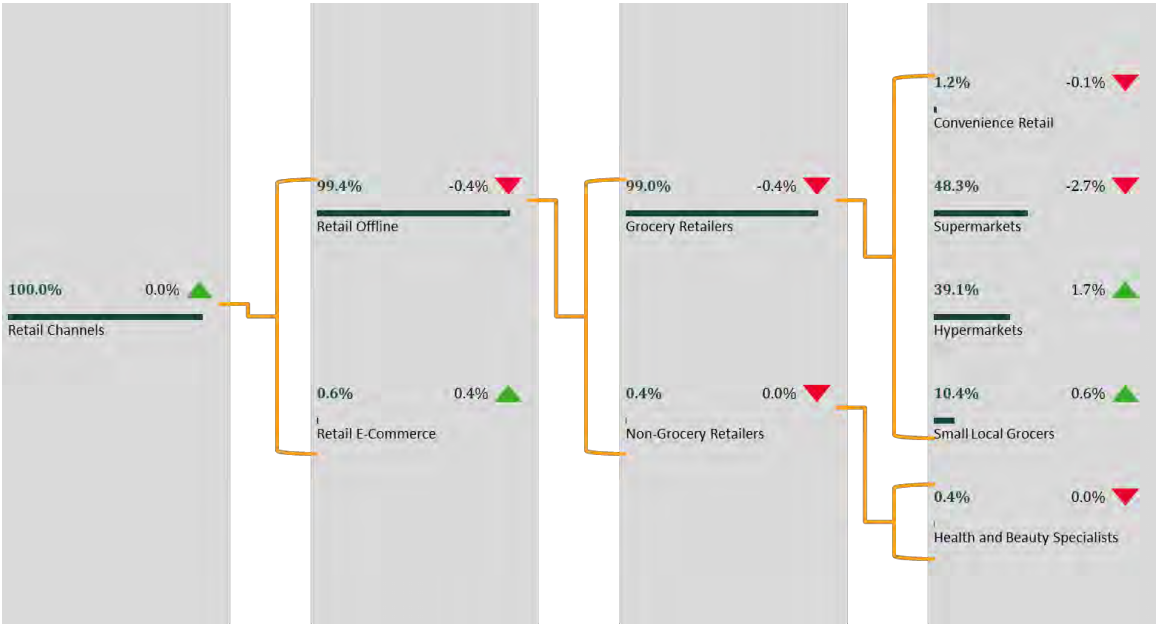 100.0% 0.0%
Retail Channels
99.4% -0.4%
Retail Offline
0.6% 0.4%
Retail E-Commerce
99.0% -0.4%
Grocery Retailers
0.4% 0.0%
Non-Grocery Retailers
1.2% -0.1%
Convenience Retail
48.3% -2.7%
Supermarkets
39.1% 1.7%
Hypermarkets
10.4% 0.6%
Small Local Grocers
0.4% 0.0%
Health and Beauty Specialists